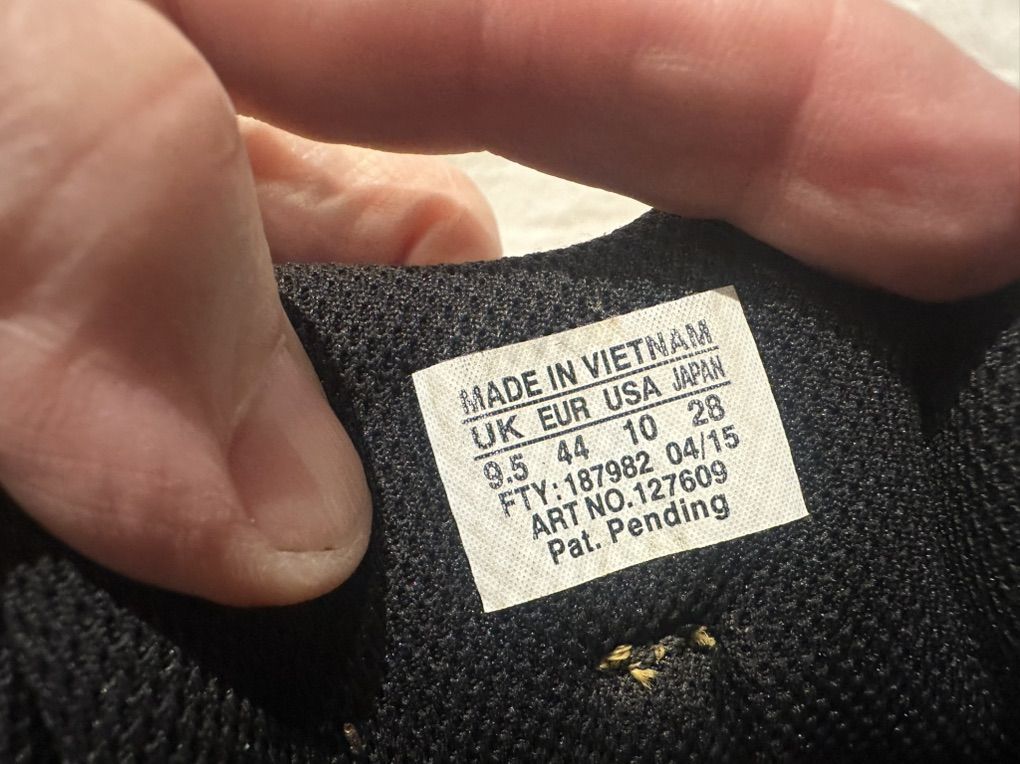 MADE IN VIETNAM
UK EUR USA JAPAN
9.5 44 10 28
FTY:187982 04/15
ART NO.127609
Pat. Pending